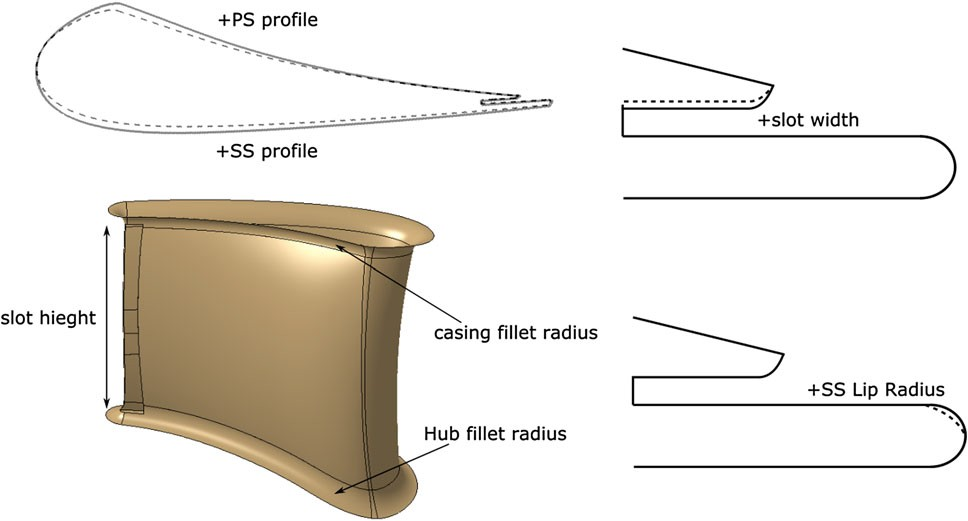 +PS profile
+SS profile
+slot width
slot hieght
casing fillet radius
Hub fillet radius
+SS Lip Radius